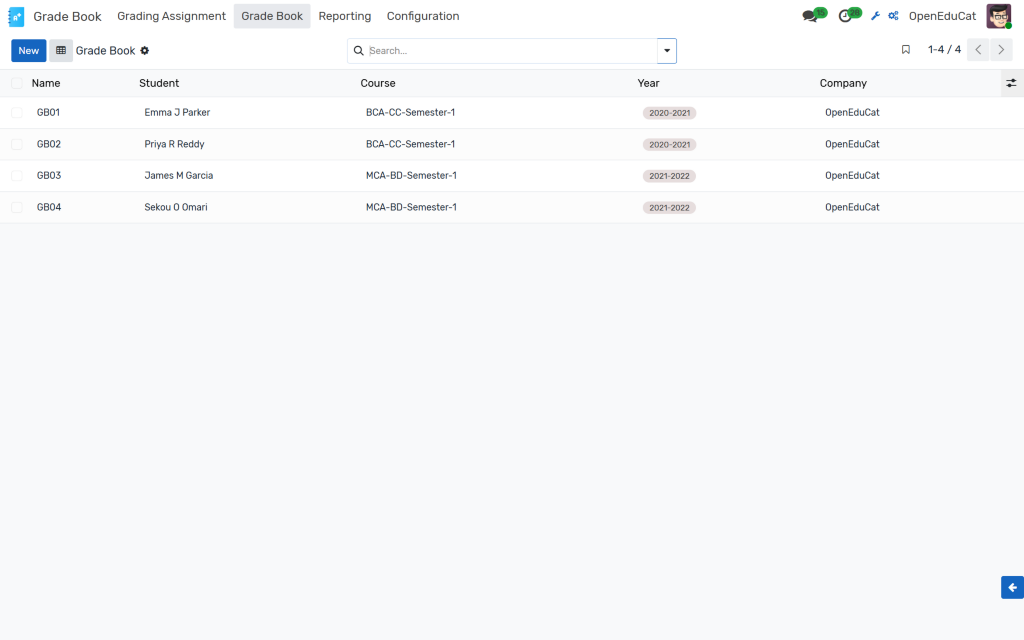 Grade Book Grading Assignment Grade Book Reporting Configuration 15 28 OpenEduCat
New Grade Book Search... 1-4 / 4
Name Student Course Year Company
GB01 Emma J Parker BCA-CC-Semester-1 2020-2021 OpenEduCat
GB02 Priya R Reddy BCA-CC-Semester-1 2020-2021 OpenEduCat
GB03 James M Garcia MCA-BD-Semester-1 2021-2022 OpenEduCat
GB04 Sekou O Omari MCA-BD-Semester-1 2021-2022 OpenEduCat